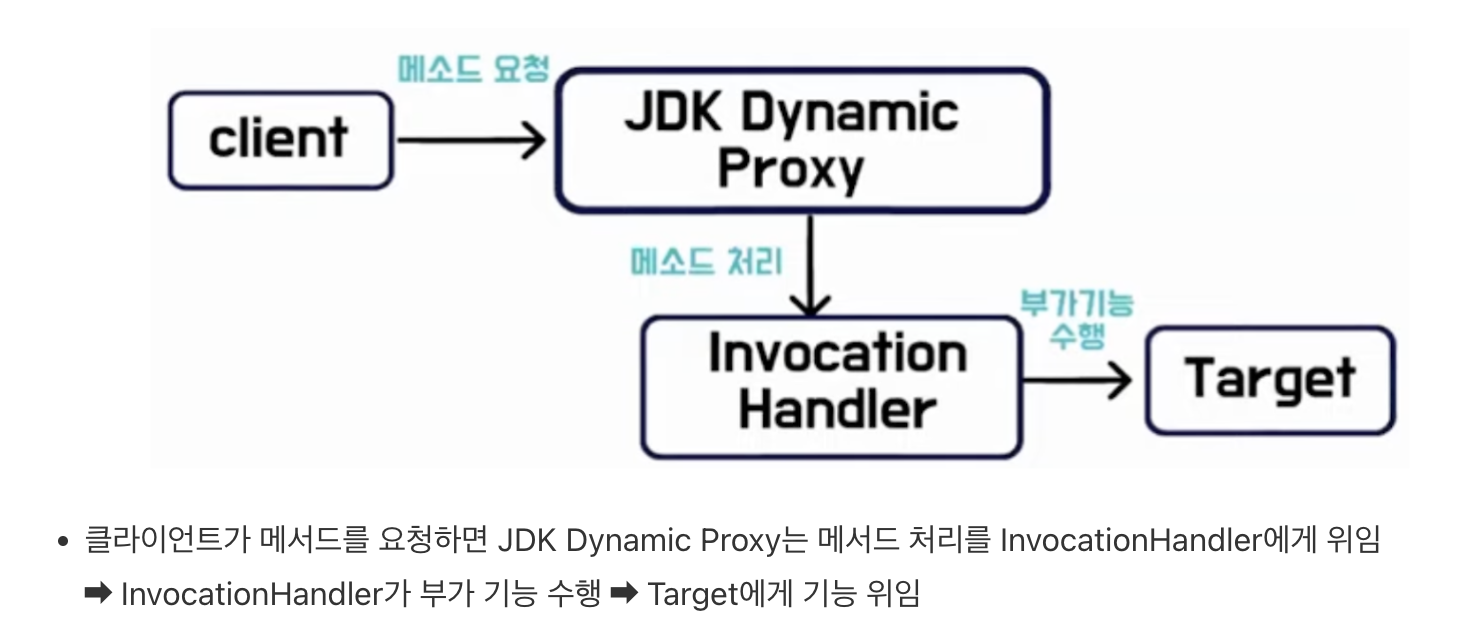 메소드 요청
client
JDK Dynamic
Proxy
메소드 처리
부가기능
수행
Invocation
Handler
Target
• 클라이언트가 메서드를 요청하면 JDK Dynamic Proxy는 메서드 처리를 InvocationHandler에게 위임
➡ InvocationHandler가 부가 기능 수행 ➡ Target에게 기능 위임